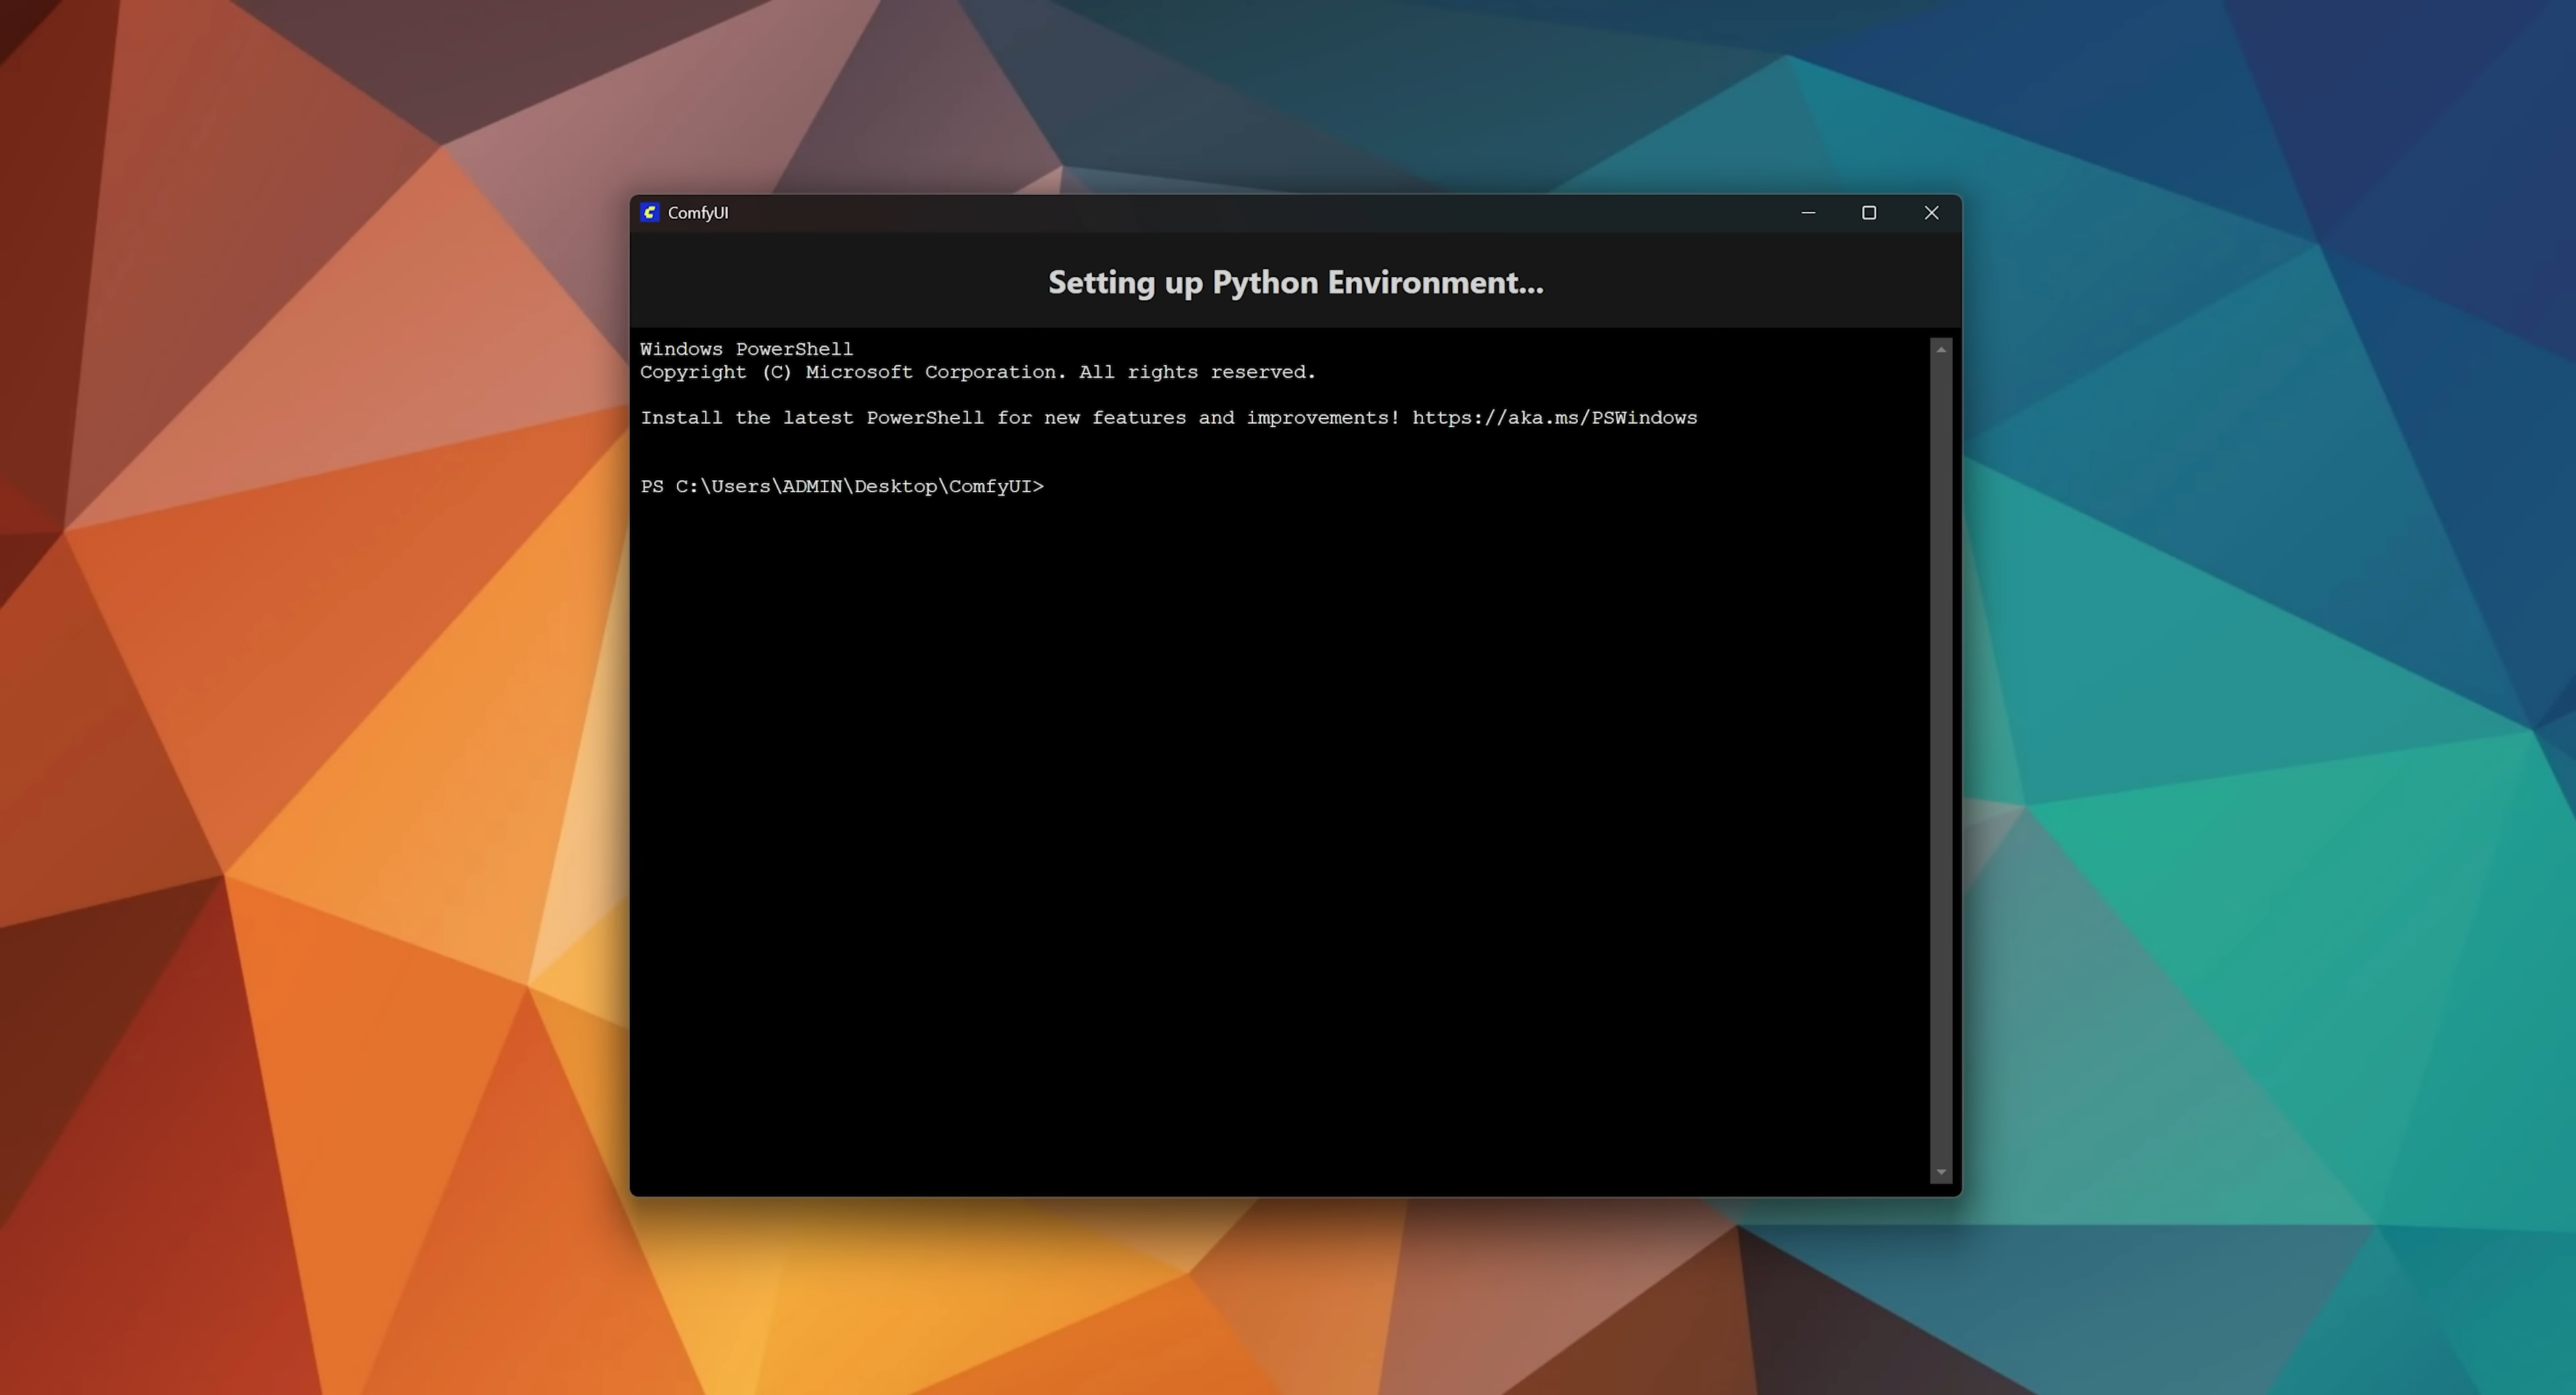 ComfyUI
Setting up Python Environment...
Windows PowerShell
Copyright (C) Microsoft Corporation. All rights reserved.
Install the latest PowerShell for new features and improvements! https://aka.ms/PSWindows
PS C:\Users\ADMIN\Desktop\ComfyUI>